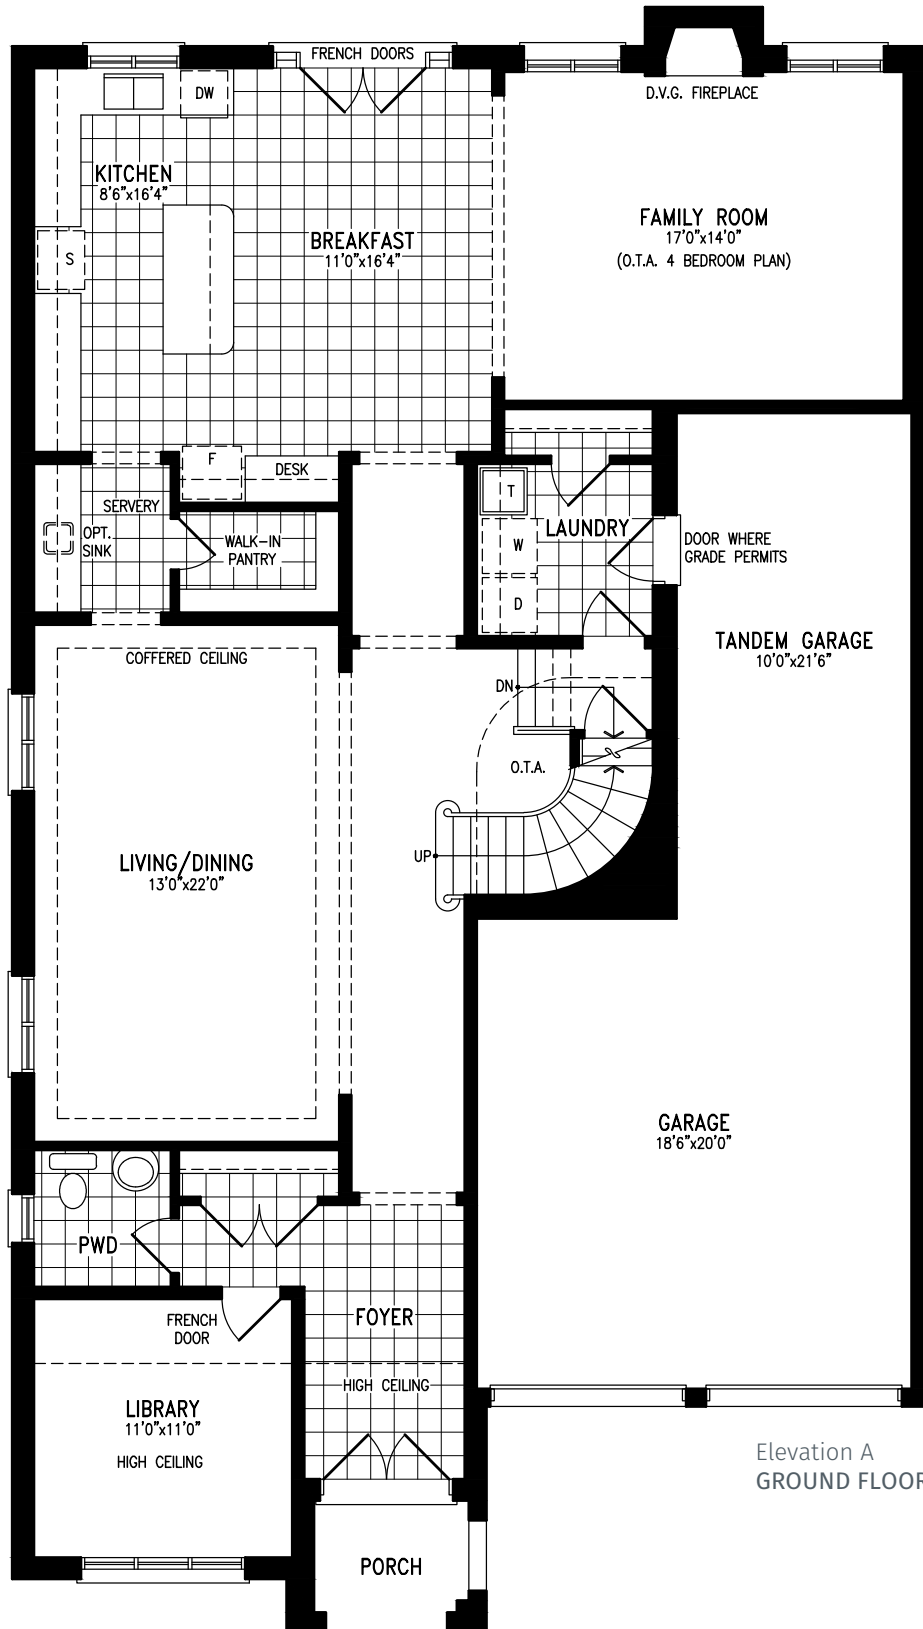 FRENCH DOORS
DW
D.V.G. FIREPLACE
KITCHEN
8'6"x16'4"
BREAKFAST
11'0"x16'4"
FAMILY ROOM
17'0"x14'0"
(O.T.A. 4 BEDROOM PLAN)
S
F
DESK
SERVERY
OPT.
SINK
WALK-IN
PANTRY
T
LAUNDRY
W
D
DOOR WHERE
GRADE PERMITS
TANDEM GARAGE
10'0"x21'6"
COFFERED CEILING
DN
O.T.A.
UP
LIVING/DINING
13'0"x22'0"
GARAGE
18'6"x20'0"
PWD
FRENCH
DOOR
FOYER
HIGH CEILING
LIBRARY
11'0"x11'0"
HIGH CEILING
Elevation A
GROUND FLOOR
PORCH